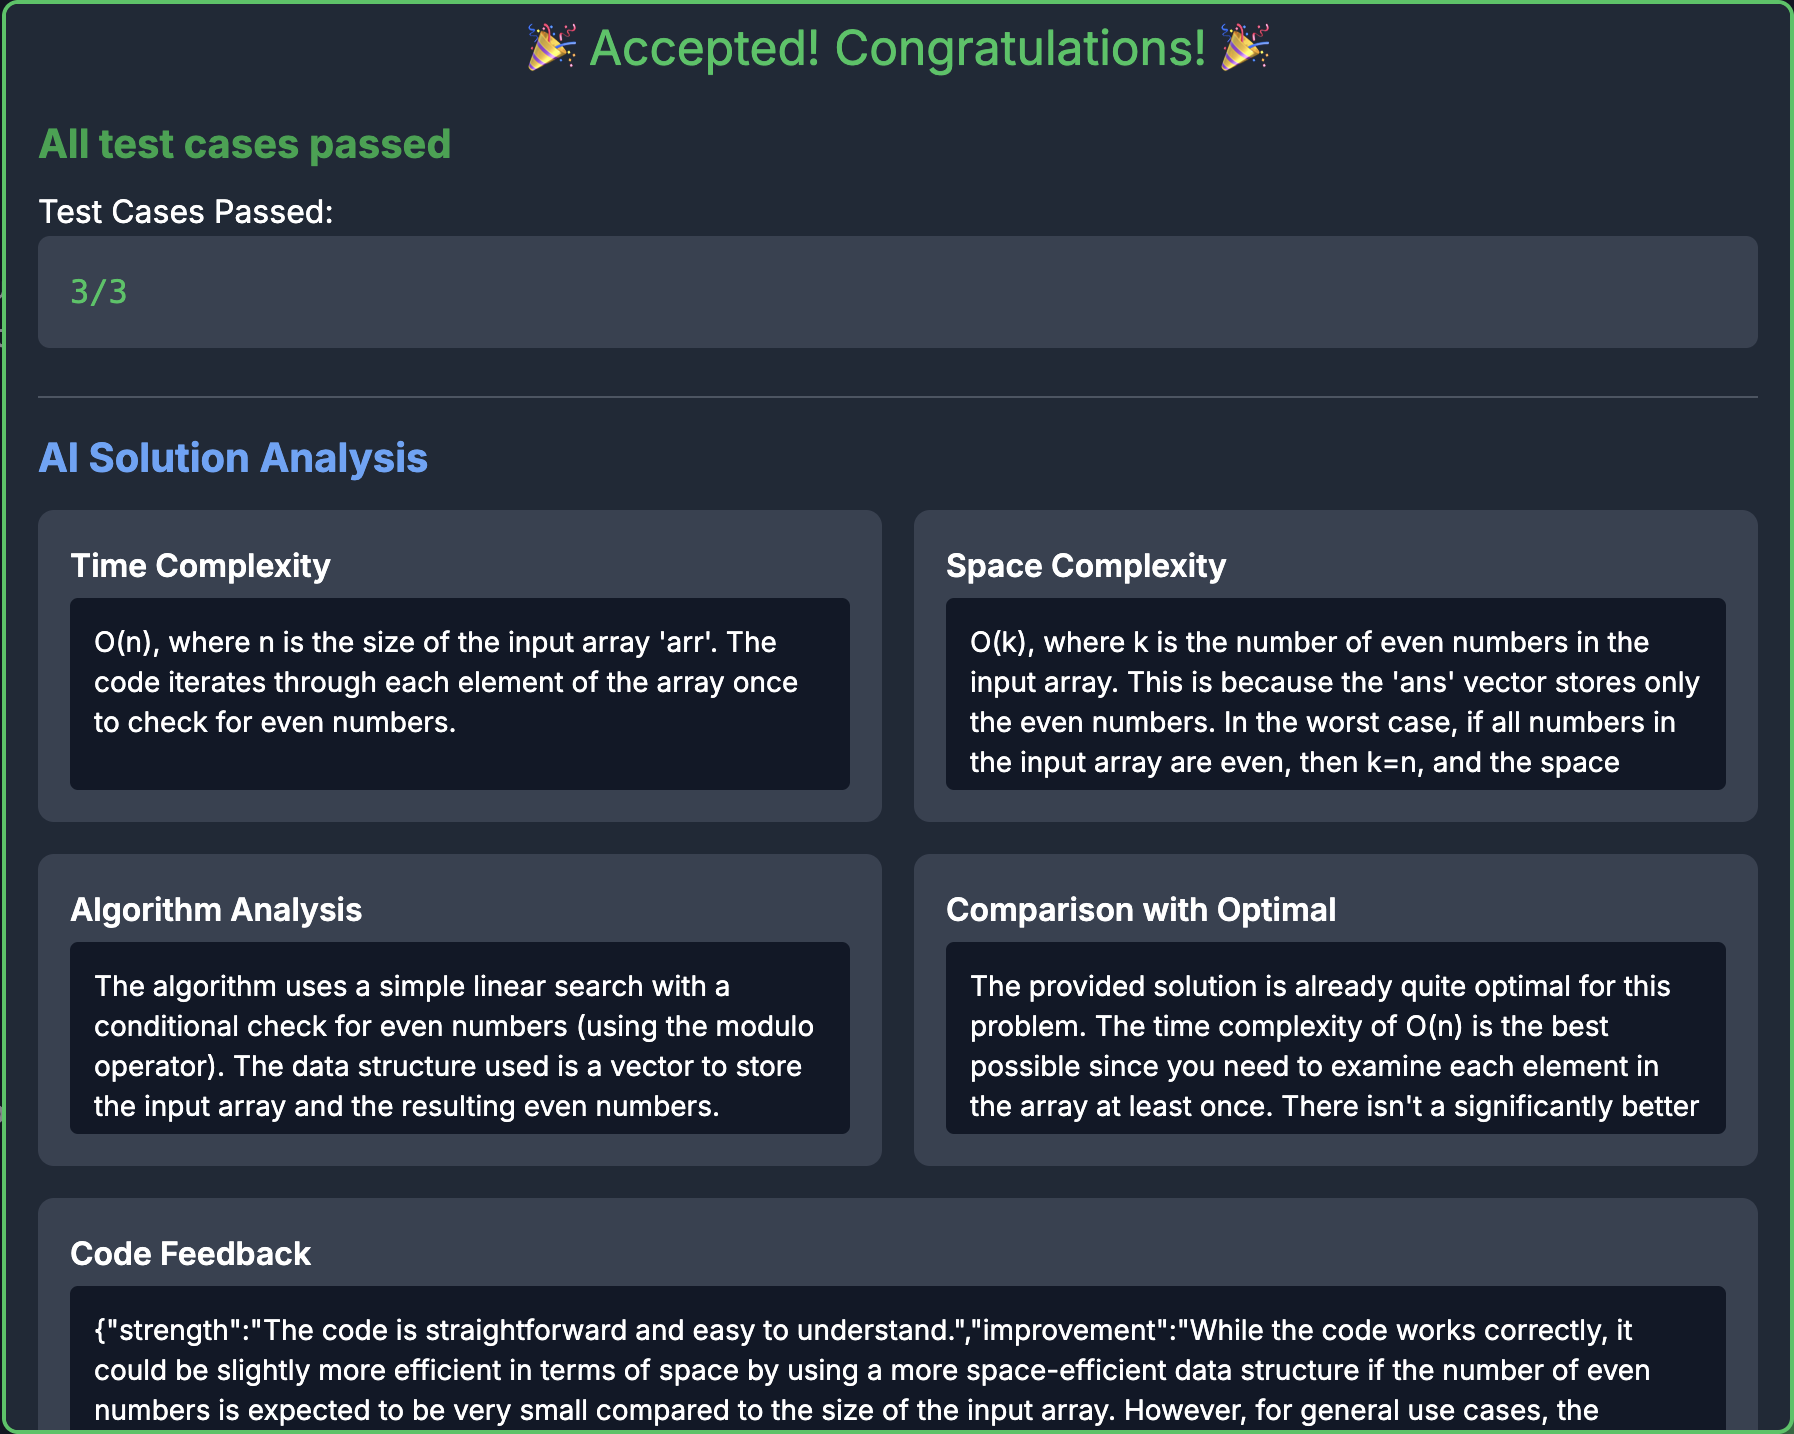 🎉 Accepted! Congratulations! 🎉
All test cases passed
Test Cases Passed:
3/3
AI Solution Analysis
Time Complexity
O(n), where n is the size of the input array 'arr'. The
code iterates through each element of the array once
to check for even numbers.
Space Complexity
O(k), where k is the number of even numbers in the
input array. This is because the 'ans' vector stores only
the even numbers. In the worst case, if all numbers in
the input array are even, then k=n, and the space
Algorithm Analysis
The algorithm uses a simple linear search with a
conditional check for even numbers (using the modulo
operator). The data structure used is a vector to store
the input array and the resulting even numbers.
Comparison with Optimal
The provided solution is already quite optimal for this
problem. The time complexity of O(n) is the best
possible since you need to examine each element in
the array at least once. There isn't a significantly better
Code Feedback
{"strength":"The code is straightforward and easy to understand.","improvement":"While the code works correctly, it
could be slightly more efficient in terms of space by using a more space-efficient data structure if the number of even
numbers is expected to be very small compared to the size of the input array. However, for general use cases, the